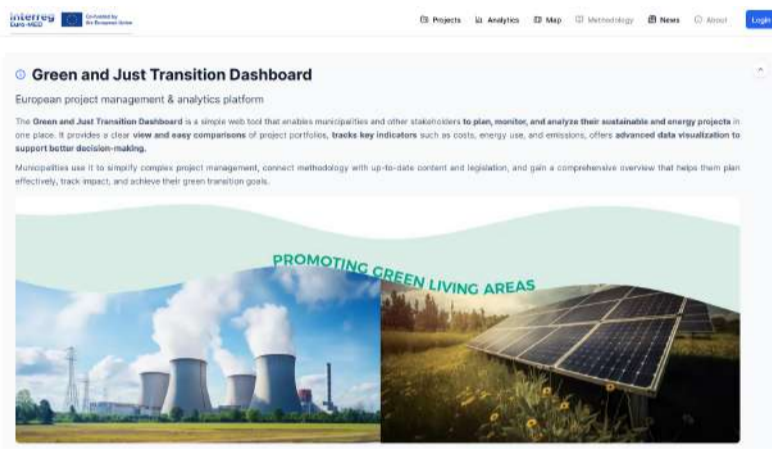 Interreg
Euro-MED
Co-funded by
the European Union
Projects
Analytics
Map
Methodology
News
About
Login
Green and Just Transition Dashboard
European project management & analytics platform
The Green and Just Transition Dashboard is a simple web tool that enables municipalities and other stakeholders to plan, monitor, and analyze their sustainable and energy projects in
one place. It provides a clear view and easy comparisons of project portfolios, tracks key indicators such as costs, energy use, and emissions, offers advanced data visualization to
support better decision-making.
Municipalities use it to simplify complex project management, connect methodology with up-to-date content and legislation, and gain a comprehensive overview that helps them plan
effectively, track impact, and achieve their green transition goals.
PROMOTING GREEN LIVING AREAS